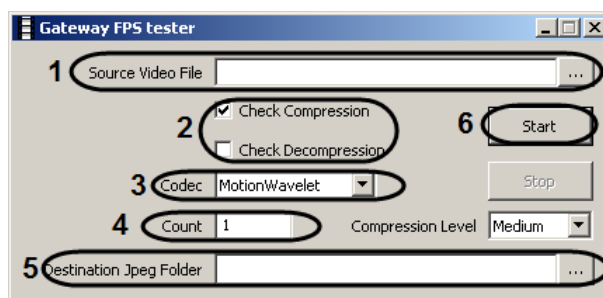 Gateway FPS tester
1 Source Video File ...
2 Check Compression 6 Start
Check Decompression
3 Codec MotionWavelet Stop
4 Count 1 Compression Level Medium
5 Destination Jpeg Folder ...